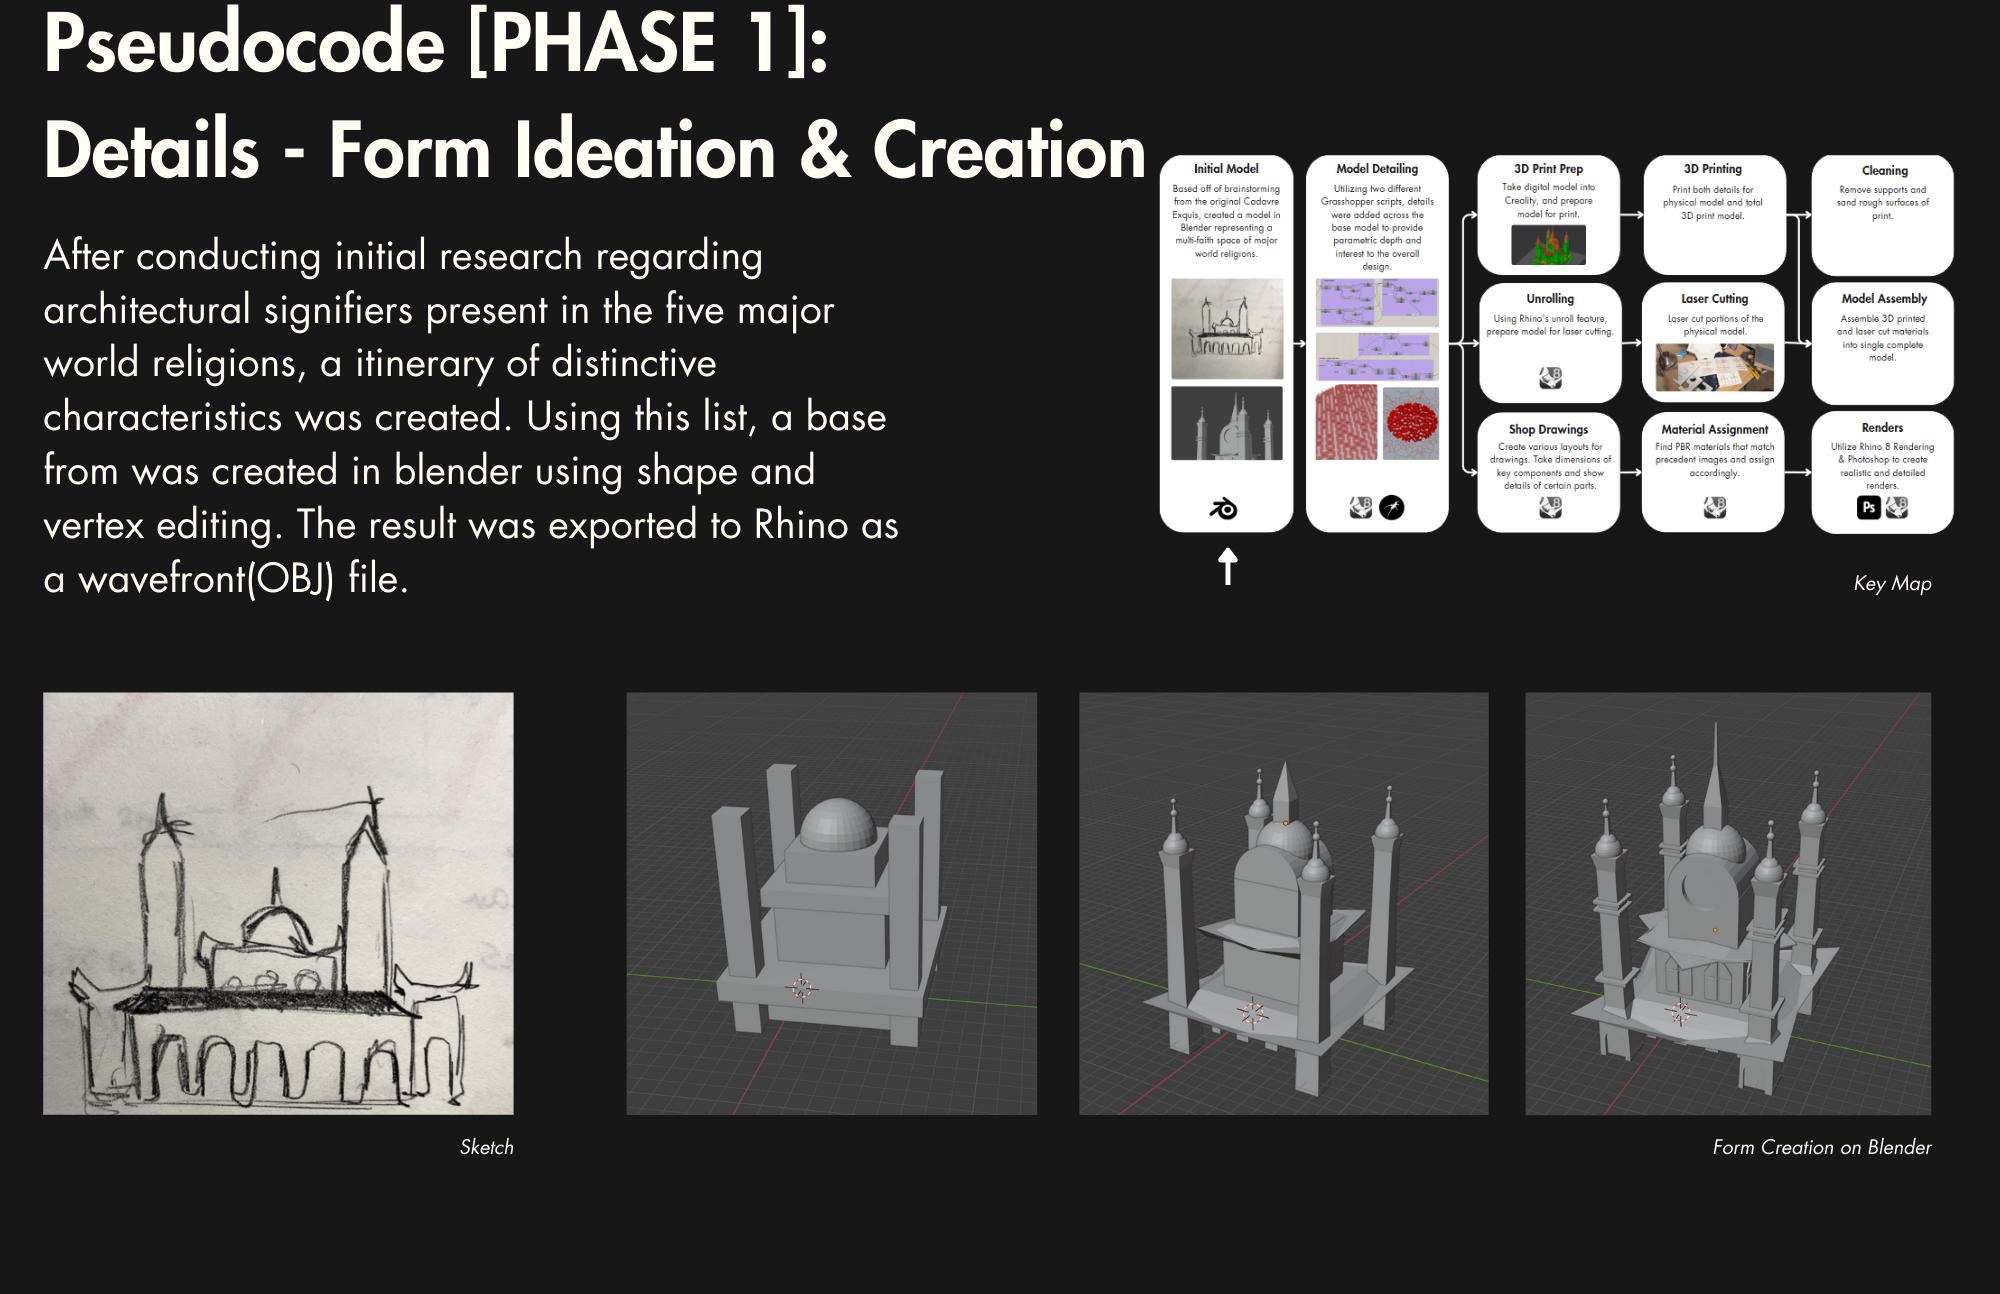 Pseudocode [PHASE 1]:
Details - Form Ideation & Creation
After conducting initial research regarding
architectural signifiers present in the five major
world religions, a itinerary of distinctive
characteristics was created. Using this list, a base
from was created in blender using shape and
vertex editing. The result was exported to Rhino as
a wavefront(OBJ) file.
Initial Model
Based off of brainstorming
from the original Cadavre
Exquis, created a model in
Blender representing a
multi-faith space of major
world religions.
Model Detailing
Utilizing two different
Grasshopper scripts, details
were added across the
base model to provide
parametric depth and
interest to the overall
design.
3D Print Prep
Take digital model into
Creality, and prepare
model for print.
3D Printing
Print both details for
physical model and total
3D print model.
Cleaning
Remove supports and
sand rough surfaces of
print.
Unrolling
Using Rhino's unroll feature,
prepare model for laser cutting.
Laser Cutting
Laser cut portions of the
physical model.
Model Assembly
Assemble 3D printed
and laser cut materials
into single complete
model.
Shop Drawings
Create various layouts for
drawings. Take dimensions of
key components and show
details of certain parts.
Material Assignment
Find PBR materials that match
precedent images and assign
accordingly.
Renders
Utilize Rhino 8 Rendering
& Photoshop to create
realistic and detailed
renders.
Ps
Key Map
Sketch
Form Creation on Blender